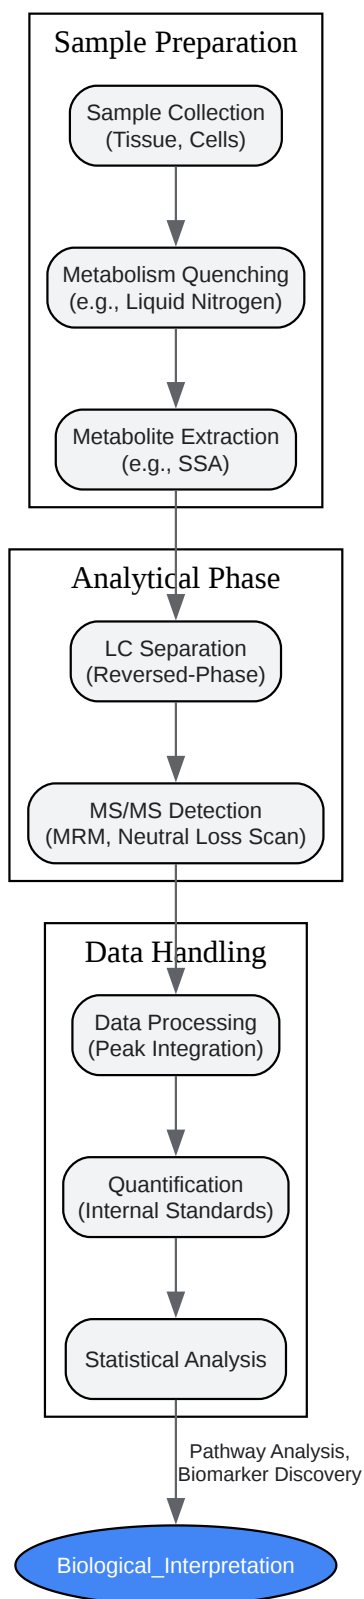 Sample Preparation
Sample Collection
(Tissue, Cells)
Metabolism Quenching
(e.g., Liquid Nitrogen)
Metabolite Extraction
(e.g., SSA)
Analytical Phase
LC Separation
(Reversed-Phase)
MS/MS Detection
(MRM, Neutral Loss Scan)
Data Handling
Data Processing
(Peak Integration)
Quantification
(Internal Standards)
Statistical Analysis
Pathway Analysis,
Biomarker Discovery
Biological_Interpretation